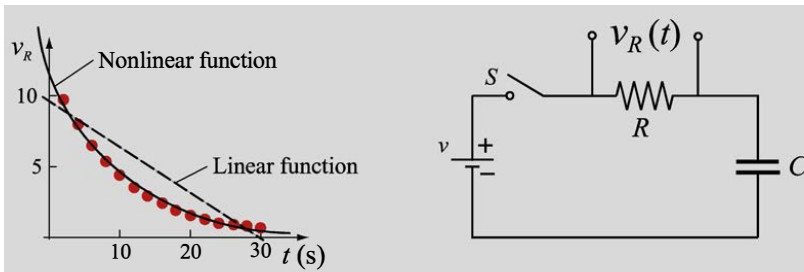 v_R
Nonlinear function
10
5
Linear function
10
20
30
t (s)
v_R (t)
S
R
v
+
−
C